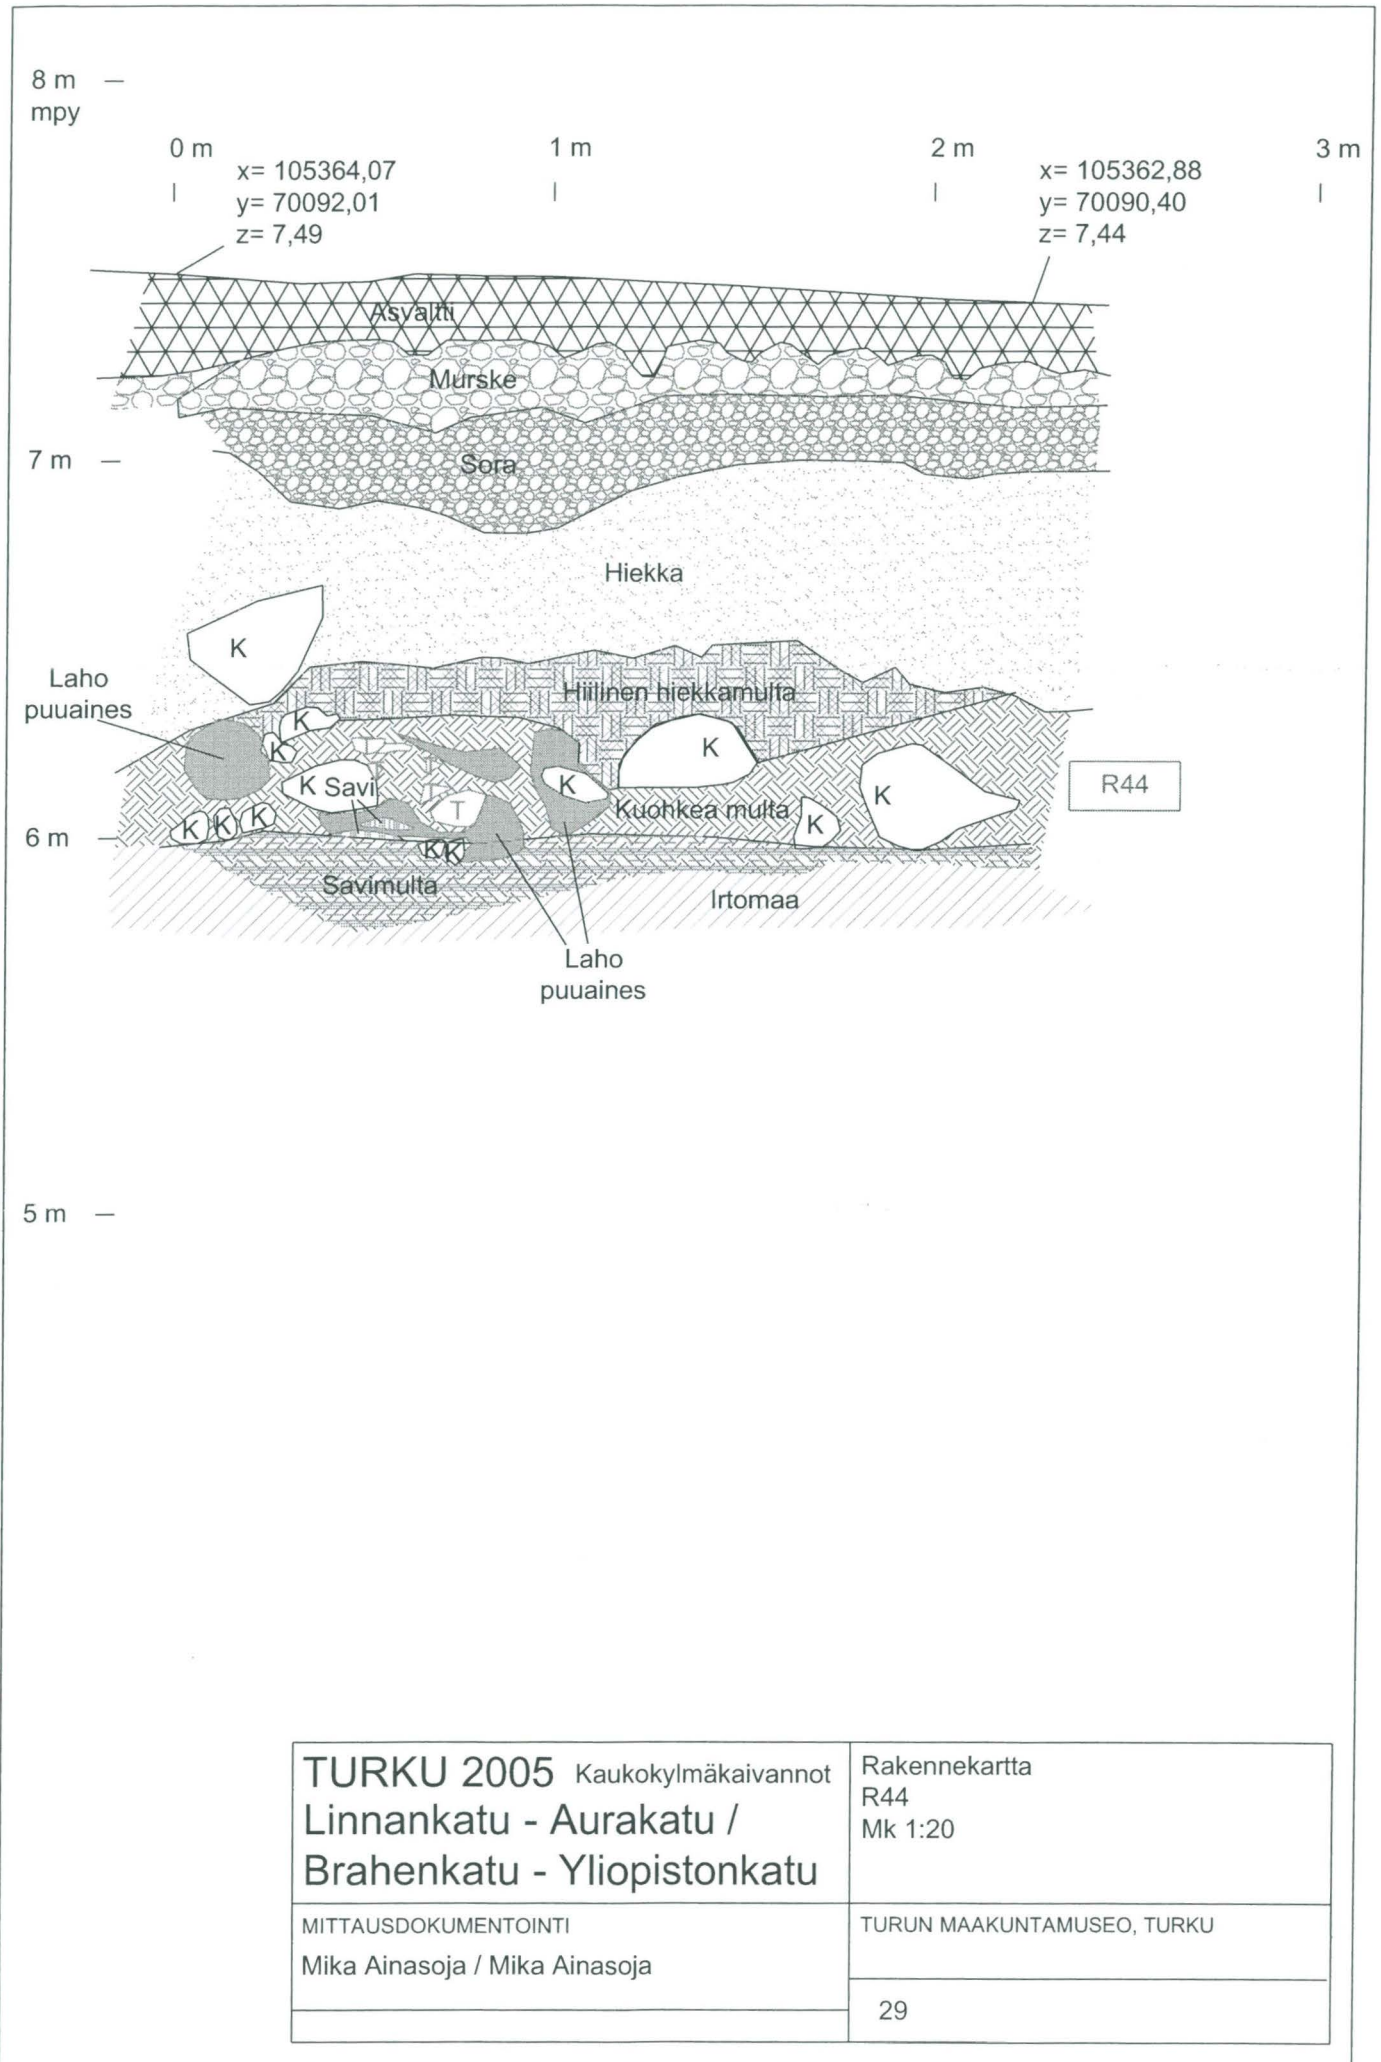 8 m
mpy
0 m
1 m
2 m
3 m
x= 105364,07
y= 70092,01
z= 7,49
x= 105362,88
y= 70090,40
z= 7,44
Asvaltti
Murske
7 m
Sora
Hiekka
K
Laho
puuaines
Hiilinen hiekkamulta
K
K
K
T
T
T
K Savi
K
T
T
K
Kuohkea multa
K
K
R44
K
K
K
6 m
K
K
Savimulta
Irtomaa
Laho
puuaines
5 m
TURKU 2005 Kaukokylmäkaivannot
Linnankatu - Aurakatu /
Brahenkatu - Yliopistonkatu
Rakennekartta
R44
Mk 1:20
MITTAUSDOKUMENTOINTI
Mika Ainasoja / Mika Ainasoja
TURUN MAAKUNTAMUSEO, TURKU
29